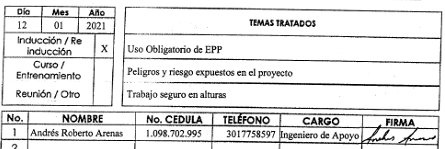 Día Mes Año TEMAS TRATADOS
12 01 2021
Inducción / Re inducción X Uso Obligatorio de EPP
Curso / Entrenamiento Peligros y riesgo expuestos en el proyecto
Reunión / Otro Trabajo seguro en alturas
No. NOMBRE No. CEDULA TELÉFONO CARGO FIRMA
1 Andrés Roberto Arenas 1.098.702.995 3017758597 Ingeniero de Apoyo
2